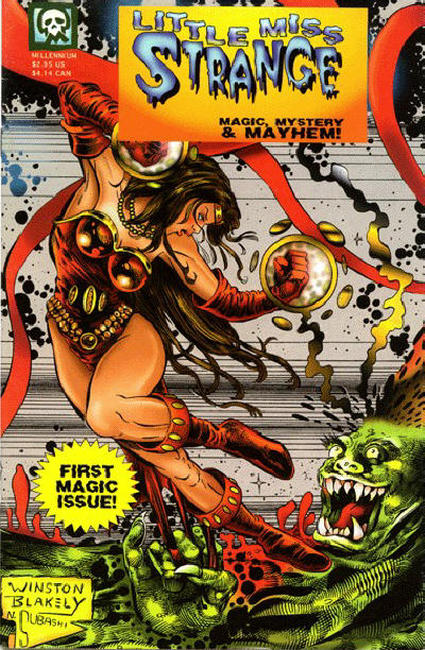 MILLENNIUM
$2.95 US
$4.14 CAN
LITTLE MISS
STRANGE
MAGIC, MYSTERY
& MAYHEM!
FIRST
MAGIC
ISSUE!
WINSTON
BLAKELY
N. SUBASHI